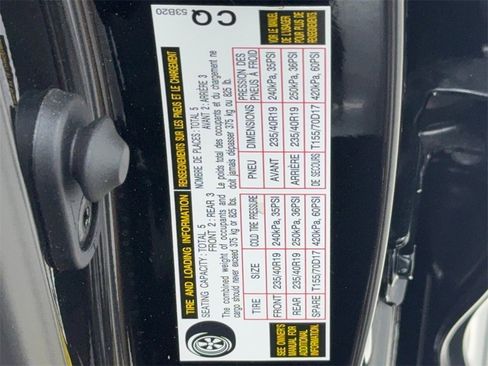 TIRE AND LOADING INFORMATION
RENSEIGNEMENTS SUR LES PNEUS ET LE CHARGEMENT
SEATING CAPACITY : TOTAL 5
FRONT 2 : REAR 3
NOMBRE DE PLACES : TOTAL 5
AVANT 2 : ARRIÈRE 3
The combined weight of occupants and
cargo should never exceed 375 kg or 825 lbs.
Le poids total des occupants et du chargement ne
doit jamais dépasser 375 kg ou 825 lb.
TIRE SIZE COLD TIRE PRESSURE
PNEU DIMENSIONS PRESSION DES
PNEUS À FROID
FRONT 235/40R19 240kPa, 35PSI
AVANT 235/40R19 240kPa, 35PSI
REAR 235/40R19 250kPa, 36PSI
ARRIÈRE 235/40R19 250kPa, 36PSI
SPARE T155/70D17 420kPa, 60PSI
DE SECOURS T155/70D17 420kPa, 60PSI
SEE OWNER'S
MANUAL FOR
ADDITIONAL
INFORMATION
VOIR LE MANUEL
DE L'USAGER
POUR PLUS DE
RENSEIGNEMENTS
53B20
CQ